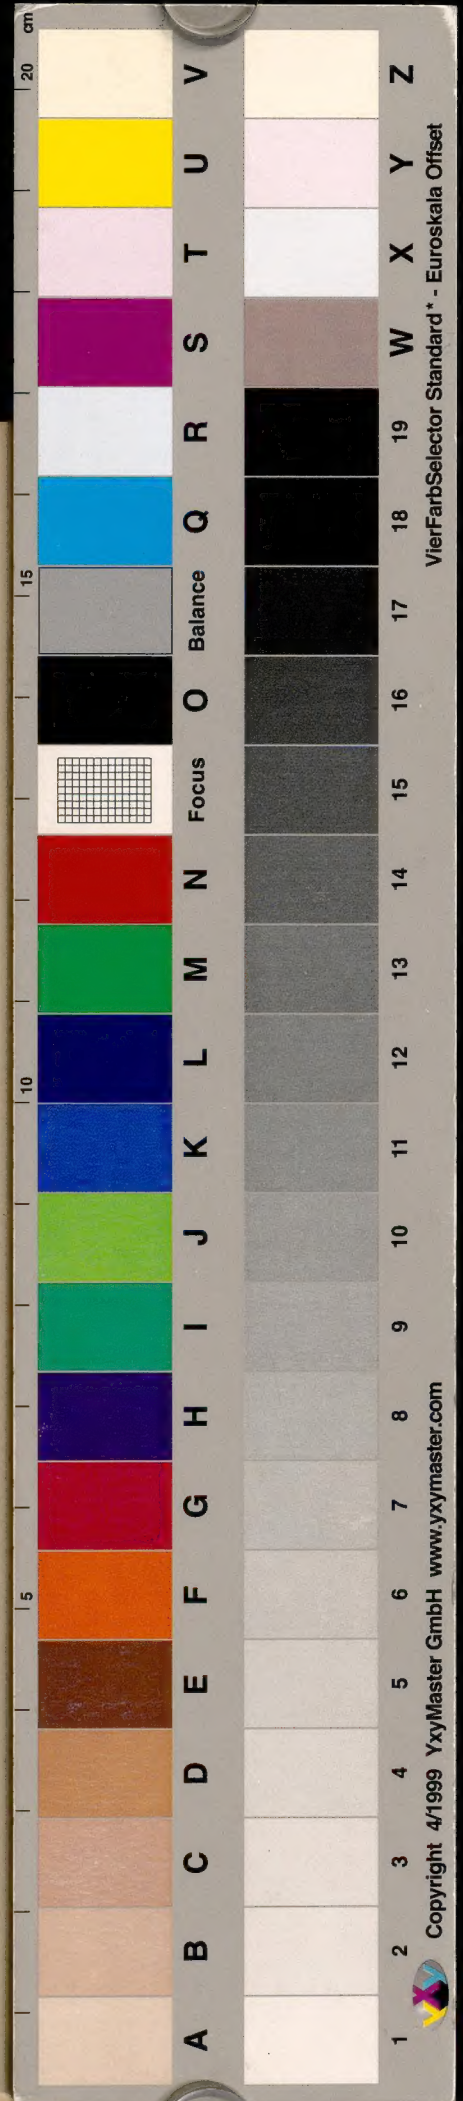 cm
20
15
10
5
A B C D E F G H I J K L M N Focus O Balance Q R S T U V
1 2 3 4 5 6 7 8 9 10 11 12 13 14 15 16 17 18 19 W X Y Z
yxy Copyright 4/1999 YxyMaster GmbH www.yxymaster.com VierFarbSelector Standard* - Euroskala Offset